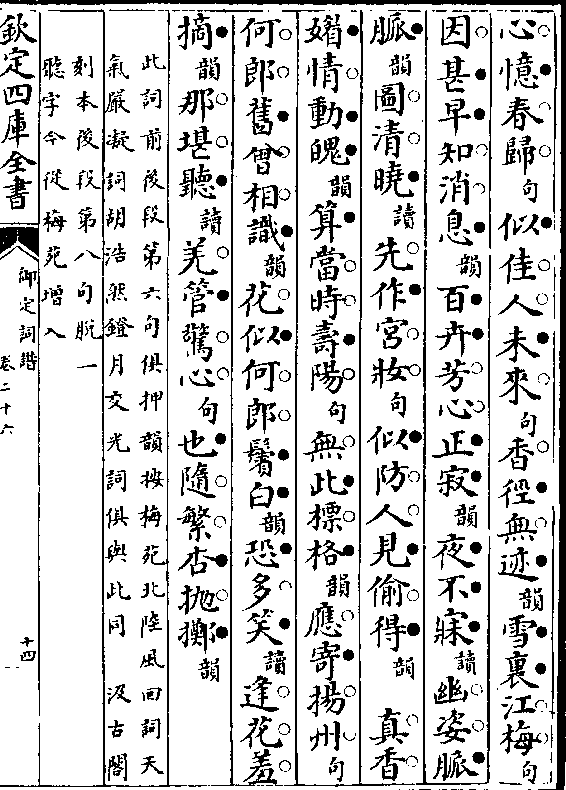 心憶春歸句似佳人未來句香徑無迹韻雪裏江梅句
因甚早知消息韻百卉芳心正寂韻夜不寐讀幽姿脈
脈韻圖清曉讀先作宫妝句似防人見偷得韻 真香
媨情動魄韻算當時壽陽句無此標格韻應寄揚州句
何郎舊曾相識韻花似何郎鬢白韻恐多笑讀逢花羞
摘韻那堪聽讀羌管驚心句也隨繁杏抛擲韻
此詞前後段第六句俱押韻按梅苑北陸風回詞天
氣嚴凝詞胡浩然鐙月交光詞俱與此同 汲古閣
刻本後段第八句脱一
聽字今從梅苑增入
欽定四庫全書
御定詞譜
卷二十六
十四